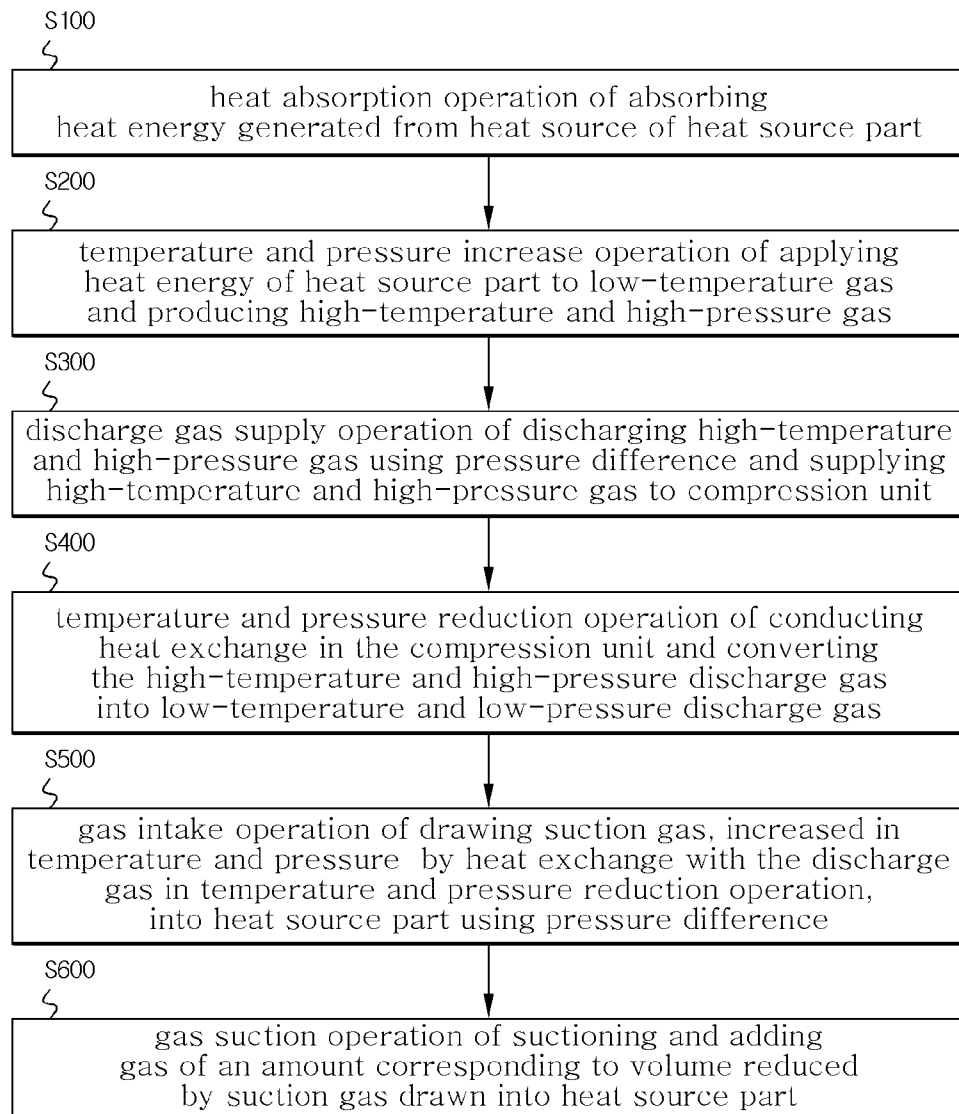 S100
heat absorption operation of absorbing
heat energy generated from heat source of heat source part
S200
temperature and pressure increase operation of applying
heat energy of heat source part to low-temperature gas
and producing high-temperature and high-pressure gas
S300
discharge gas supply operation of discharging high-temperature
and high-pressure gas using pressure difference and supplying
high-temperature and high-pressure gas to compression unit
S400
temperature and pressure reduction operation of conducting
heat exchange in the compression unit and converting
the high-temperature and high-pressure discharge gas
into low-temperature and low-pressure discharge gas
S500
gas intake operation of drawing suction gas, increased in
temperature and pressure by heat exchange with the discharge
gas in temperature and pressure reduction operation,
into heat source part using pressure difference
S600
gas suction operation of suctioning and adding
gas of an amount corresponding to volume reduced
by suction gas drawn into heat source part